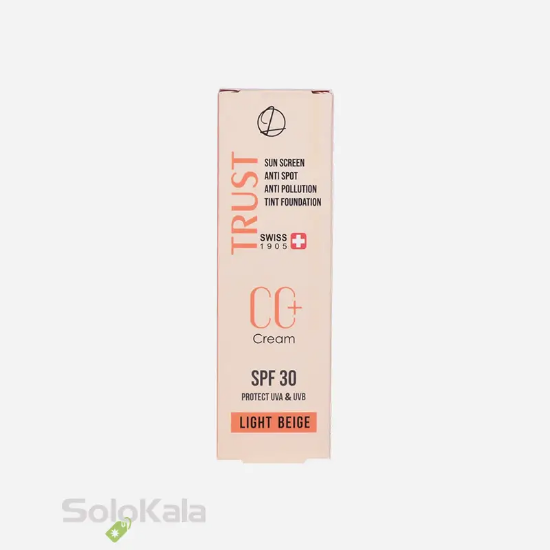 TRUST
SUN SCREEN
ANTI SPOT
ANTI POLLUTION
TINT FOUNDATION
SWISS
1905
CC+
Cream
SPF 30
PROTECT UVA & UVB
LIGHT BEIGE
SoloKala